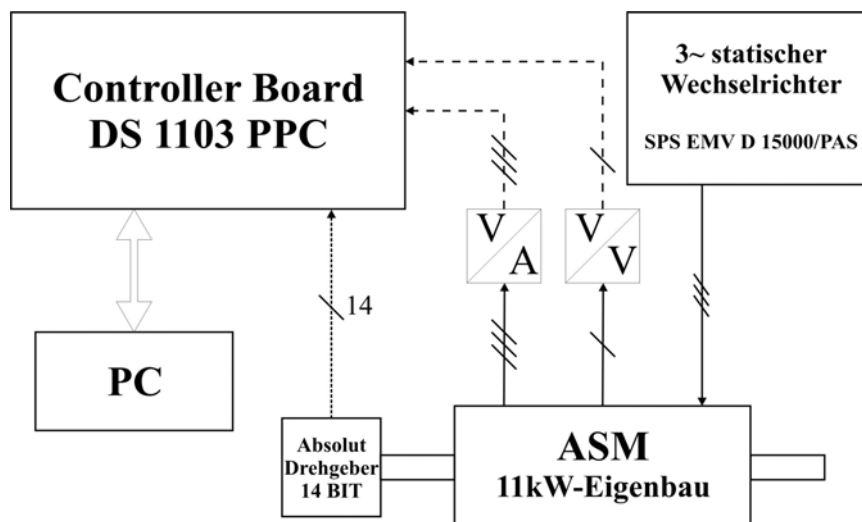 Controller Board
DS 1103 PPC
3~ statischer
Wechselrichter
SPS EMV D 15000/PAS
V
A
V
V
14
PC
Absolut
Drehgeber
14 BIT
ASM
11kW-Eigenbau